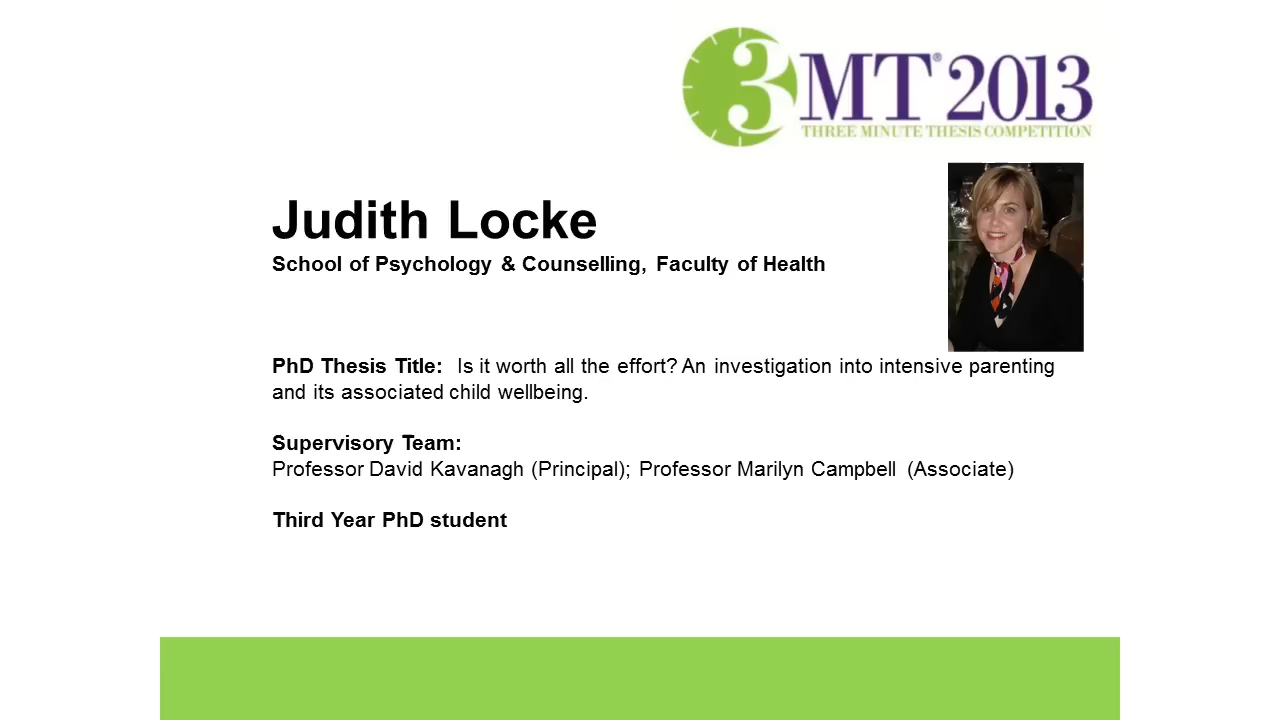 3MT® 2013
THREE MINUTE THESIS COMPETITION
Judith Locke
School of Psychology & Counselling, Faculty of Health
PhD Thesis Title: Is it worth all the effort? An investigation into intensive parenting
and its associated child wellbeing.
Supervisory Team:
Professor David Kavanagh (Principal); Professor Marilyn Campbell (Associate)
Third Year PhD student